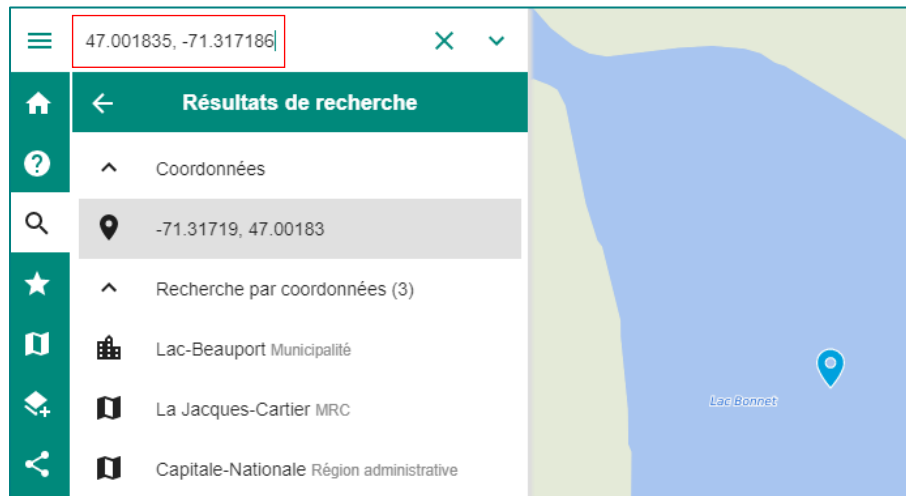 47.001835, -71.317186
Résultats de recherche
Coordonnées
-71.31719, 47.00183
Recherche par coordonnées (3)
Lac-Beauport Municipalité
La Jacques-Cartier MRC
Capitale-Nationale Région administrative
Lac Bonnet